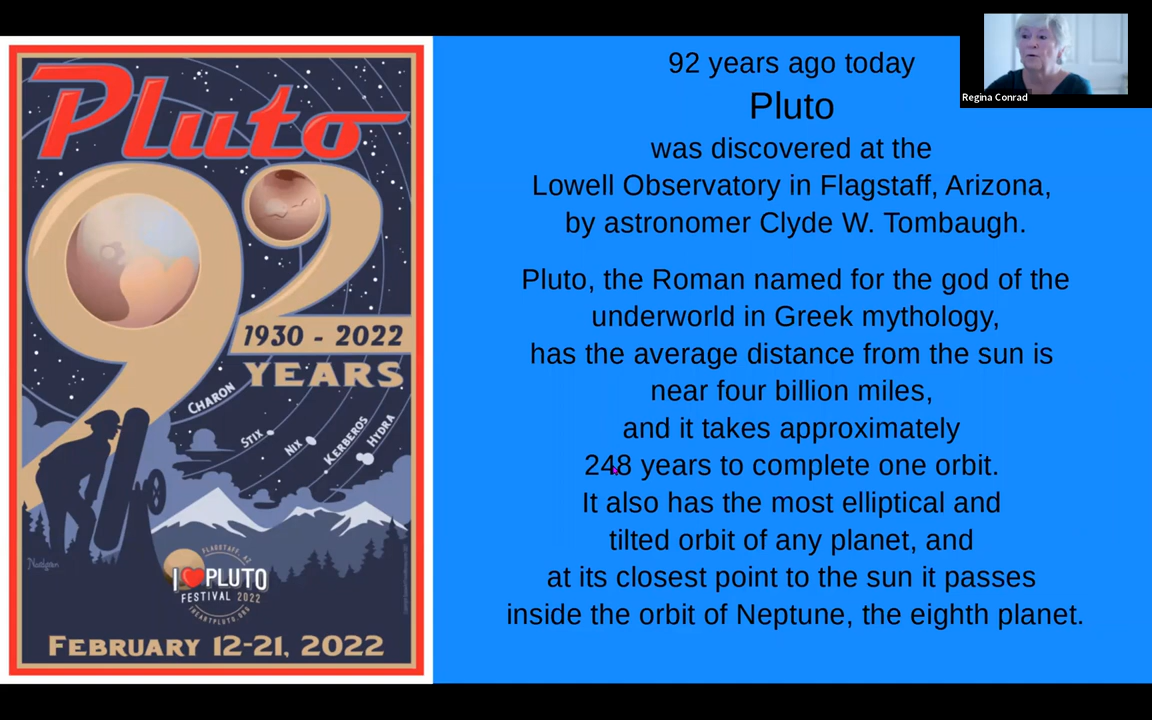 Pluto
92
1930 - 2022
YEARS
CHARON
STIX
NIX
KERBEROS
HYDRA
FLAGSTAFF, AZ
I ❤ PLUTO
FESTIVAL 2022
IHEARTPLUTO.ORG
FEBRUARY 12-21, 2022
92 years ago today
Pluto
was discovered at the
Lowell Observatory in Flagstaff, Arizona,
by astronomer Clyde W. Tombaugh.
Pluto, the Roman named for the god of the
underworld in Greek mythology,
has the average distance from the sun is
near four billion miles,
and it takes approximately
248 years to complete one orbit.
It also has the most elliptical and
tilted orbit of any planet, and
at its closest point to the sun it passes
inside the orbit of Neptune, the eighth planet.
Regina Conrad